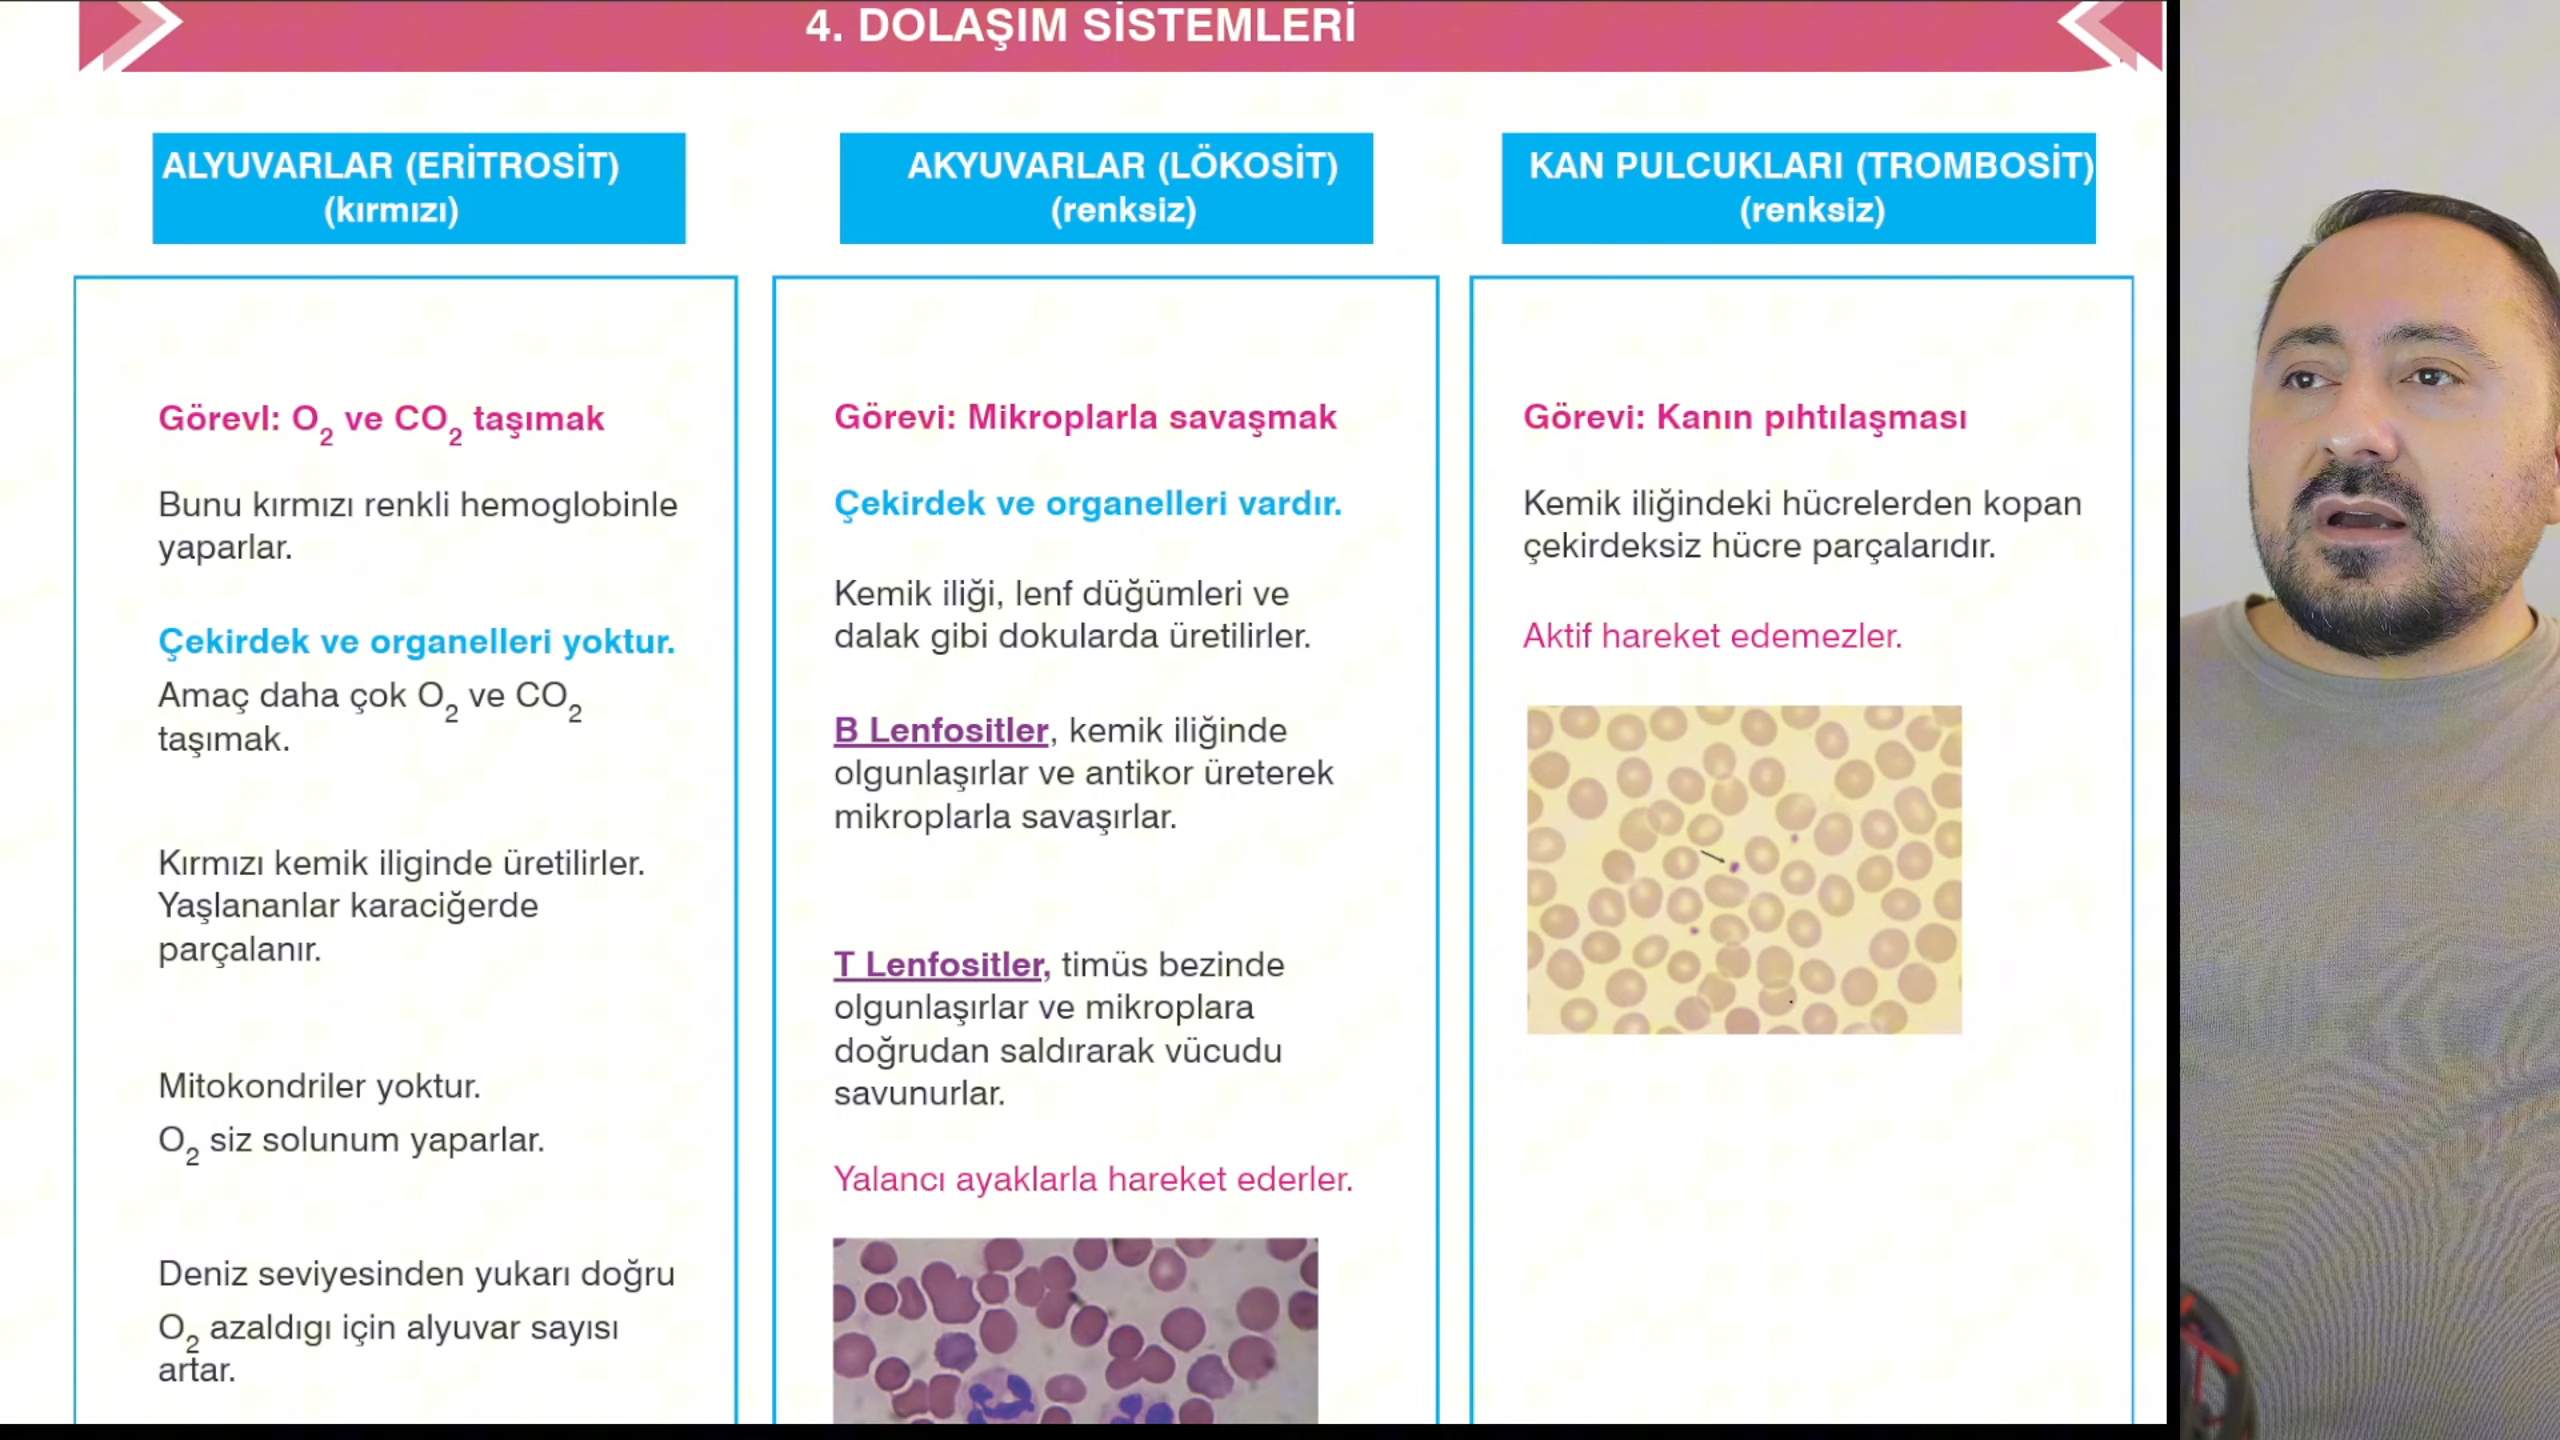 4. DOLAŞIM SİSTEMLERİ
ALYUVARLAR (ERİTROSİT)
(kırmızı)
Görevl: O2 ve CO2 taşımak
Bunu kırmızı renkli hemoglobinle
yaparlar.
Çekirdek ve organelleri yoktur.
Amaç daha çok O2 ve CO2
taşımak.
Kırmızı kemik iliginde üretilirler.
Yaşlananlar karaciğerde
parçalanır.
Mitokondriler yoktur.
O2 siz solunum yaparlar.
Deniz seviyesinden yukarı doğru
O2 azaldıgı için alyuvar sayısı
artar.
AKYUVARLAR (LÖKOSİT)
(renksiz)
Görevi: Mikroplarla savaşmak
Çekirdek ve organelleri vardır.
Kemik iliği, lenf düğümleri ve
dalak gibi dokularda üretilirler.
B Lenfositler, kemik iliğinde
olgunlaşırlar ve antikor üreterek
mikroplarla savaşırlar.
T Lenfositler, timüs bezinde
olgunlaşırlar ve mikroplara
doğrudan saldırarak vücudu
savunurlar.
Yalancı ayaklarla hareket ederler.
KAN PULCUKLARI (TROMBOSİT)
(renksiz)
Görevi: Kanın pıhtılaşması
Kemik iliğindeki hücrelerden kopan
çekirdeksiz hücre parçalarıdır.
Aktif hareket edemezler.